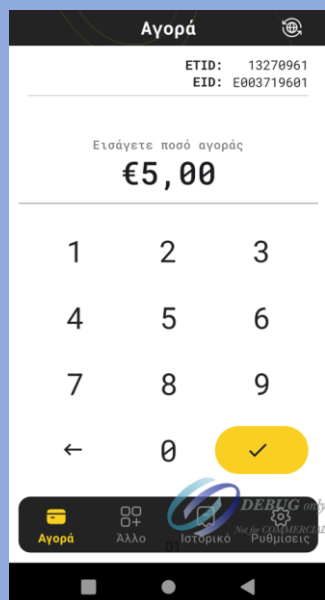 Αγορά
ETID: 13270961
EID: E003719601
Εισάγετε ποσό αγοράς
€5,00
1 2 3
4 5 6
7 8 9
0
DEBUG only
Not for COMMERCIAL
Αγορά Άλλο Ιστορικό Ρυθμίσεις
01